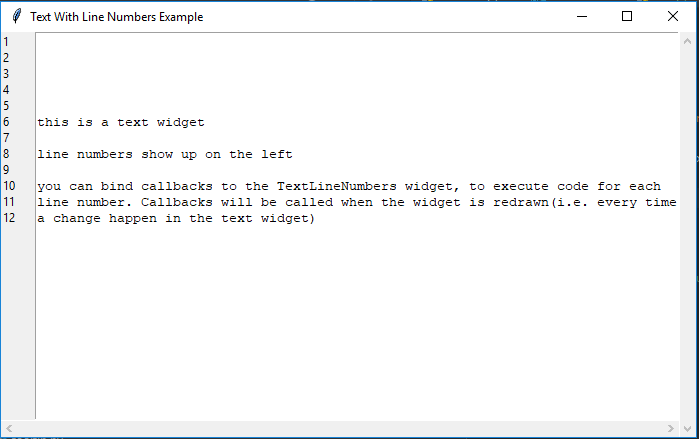 Text With Line Numbers Example
1
2
3
4
5
6 this is a text widget
7
8 line numbers show up on the left
9
10 you can bind callbacks to the TextLineNumbers widget, to execute code for each
11 line number. Callbacks will be called when the widget is redrawn(i.e. every time
12 a change happen in the text widget)